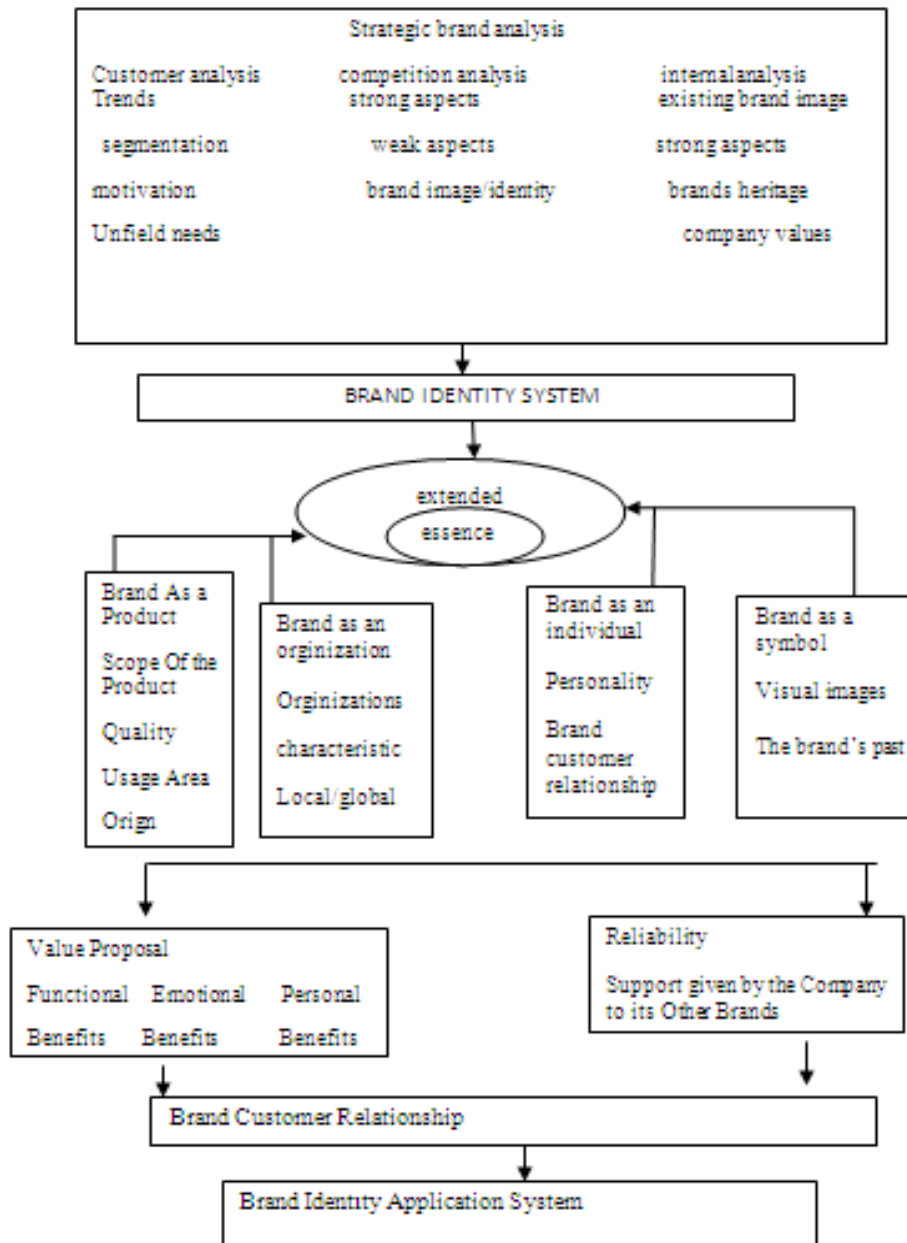 Strategic brand analysis
Customer analysis competition analysis internalanalysis
Trends strong aspects existing brand image
segmentation weak aspects strong aspects
motivation brand image/identity brands heritage
Unfield needs company values
BRAND IDENTITY SYSTEM
extended
essence
Brand As a
Product
Scope Of the
Product
Quality
Usage Area
Orign
Brand as an
orginization
Orginizations
characteristic
Local/global
Brand as an
individual
Personality
Brand
customer
relationship
Brand as a
symbol
Visual images
The brand's past
Value Proposal
Functional Emotional Personal
Benefits Benefits Benefits
Reliability
Support given by the Company
to its Other Brands
Brand Customer Relationship
Brand Identity Application System